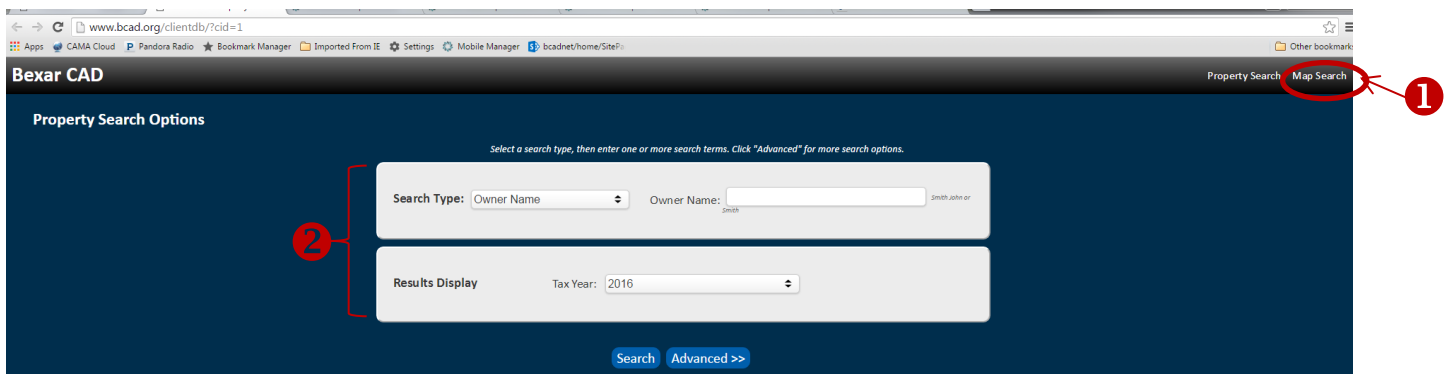 www.bcad.org/clientdb/?cid=1
Apps CAMA Cloud Pandora Radio Bookmark Manager Imported From IE Settings Mobile Manager bcadnet/home/SitePa Other bookmarks
Bexar CAD Property Search Map Search
1
Property Search Options
Select a search type, then enter one or more search terms. Click "Advanced" for more search options.
Search Type: Owner Name Owner Name: Smith John or
Smith
2
Results Display Tax Year: 2016
Search Advanced >>